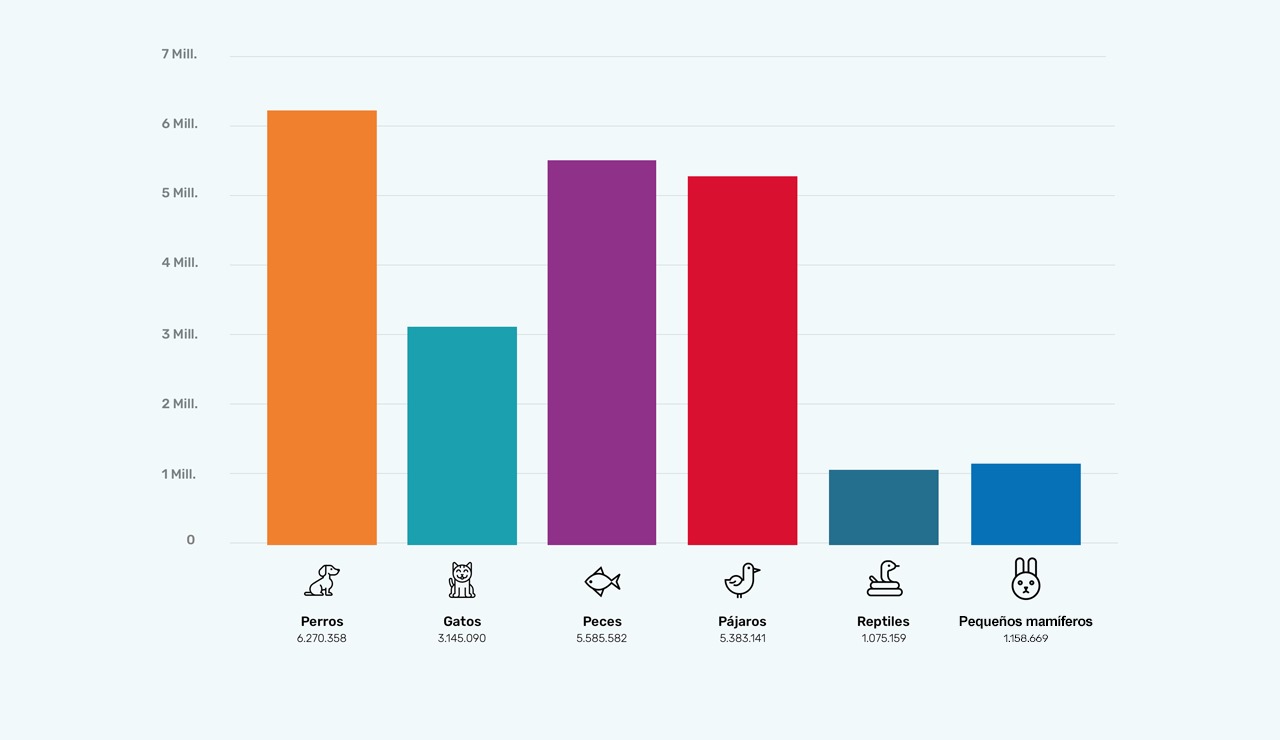 7 Mill.
6 Mill.
5 Mill.
4 Mill.
3 Mill.
2 Mill.
1 Mill.
0
Perros
6.270.358
Gatos
3.145.090
Peces
5.585.582
Pájaros
5.383.141
Reptiles
1.075.159
Pequeños mamíferos
1.158.669